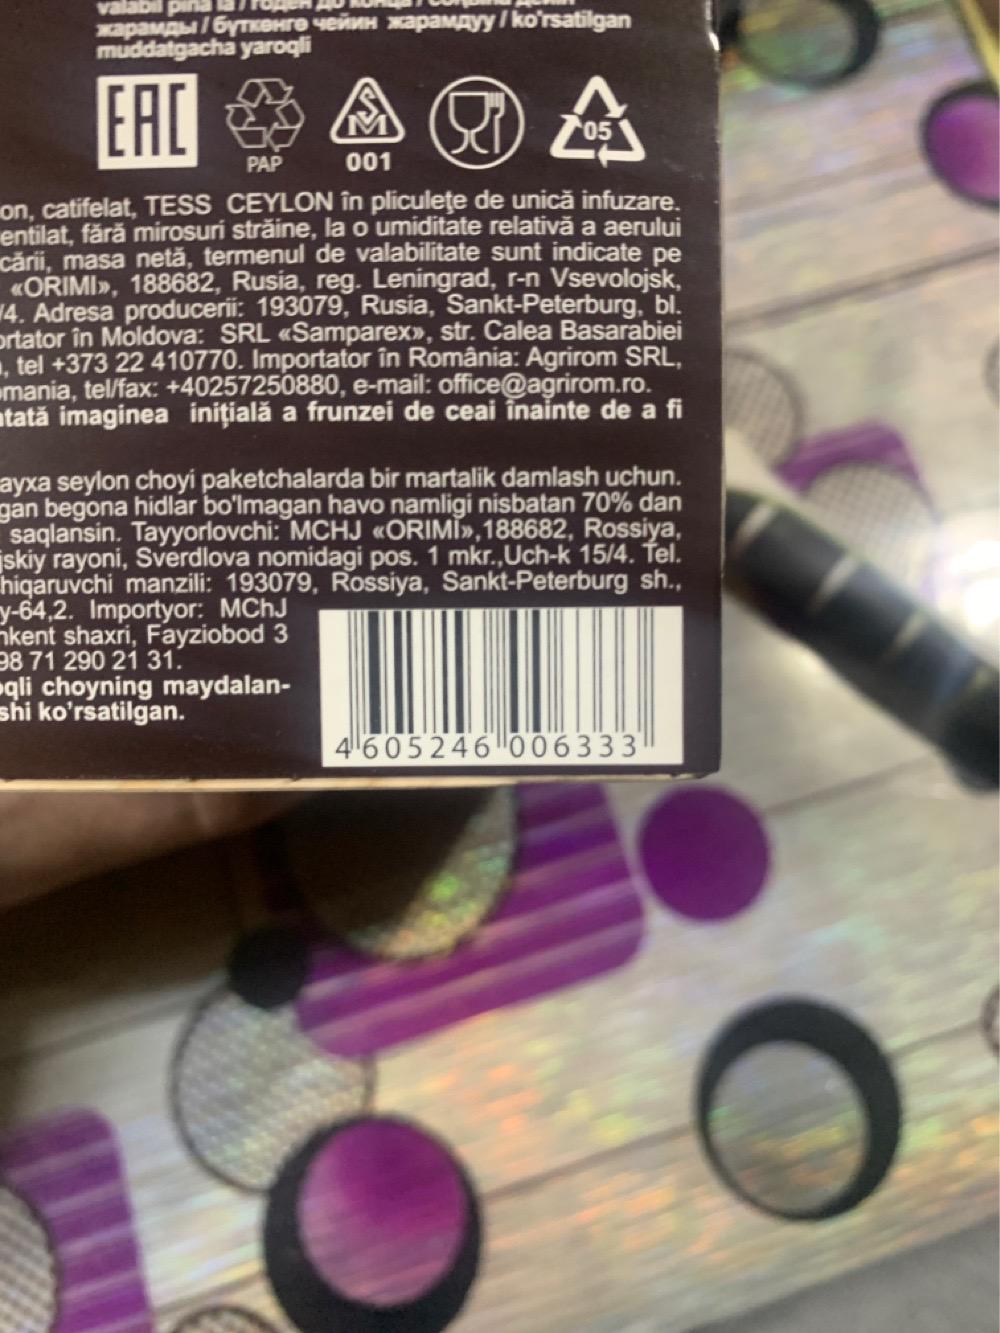 valabil până la / годен до конца /
жарамды / бүткөнгө чейин жарамдуу / ko'rsatilgan
muddatgacha yaroqli
EAC
PAP
SM
001
05
on, catifelat, TESS CEYLON în pliculeţe de unică infuzare.
entilat, fără mirosuri străine, la o umiditate relativă a aerului
cării, masa netă, termenul de valabilitate sunt indicate pe
«ORIMI», 188682, Rusia, reg. Leningrad, r-n Vsevolojsk,
/4. Adresa producerii: 193079, Rusia, Sankt-Peterburg, bl.
ortator în Moldova: SRL «Samparex», str. Calea Basarabiei
, tel +373 22 410770. Importator în România: Agrirom SRL,
omania, tel/fax: +40257250880, e-mail: office@agrirom.ro.
ntată imaginea inițială a frunzei de ceai înainte de a fi
ayxa seylon choyi paketchalarda bir martalik damlash uchun.
gan begona hidlar bo'lmagan havo namligi nisbatan 70% dan
saqlansin. Tayyorlovchi: MCHJ «ORIMI»,188682, Rossiya,
jskiy rayoni, Sverdlova nomidagi pos. 1 mkr.,Uch-k 15/4. Tel.
hiqaruvchi manzili: 193079, Rossiya, Sankt-Peterburg sh.,
y-64,2. Importyor: MChJ
hkent shaxri, Fayziobod 3
98 71 290 21 31.
oqli choyning maydalan-
shi ko'rsatilgan.
4 605246 006333